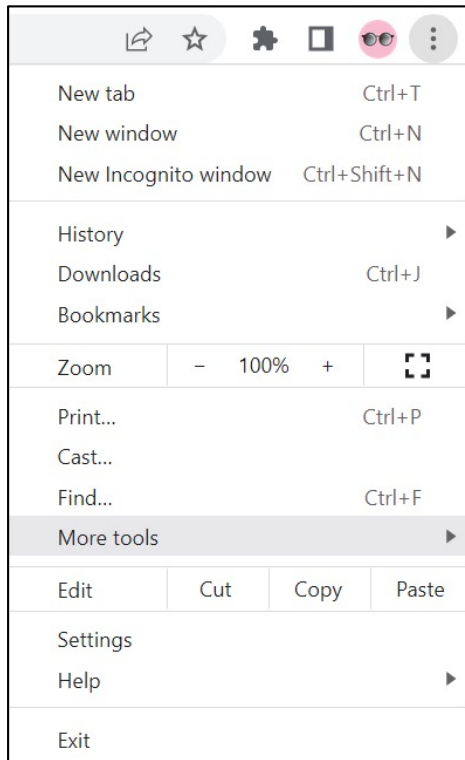 New tab Ctrl+T
New window Ctrl+N
New Incognito window Ctrl+Shift+N
History
Downloads Ctrl+J
Bookmarks
Zoom - 100% +
Print... Ctrl+P
Cast...
Find... Ctrl+F
More tools
Edit Cut Copy Paste
Settings
Help
Exit